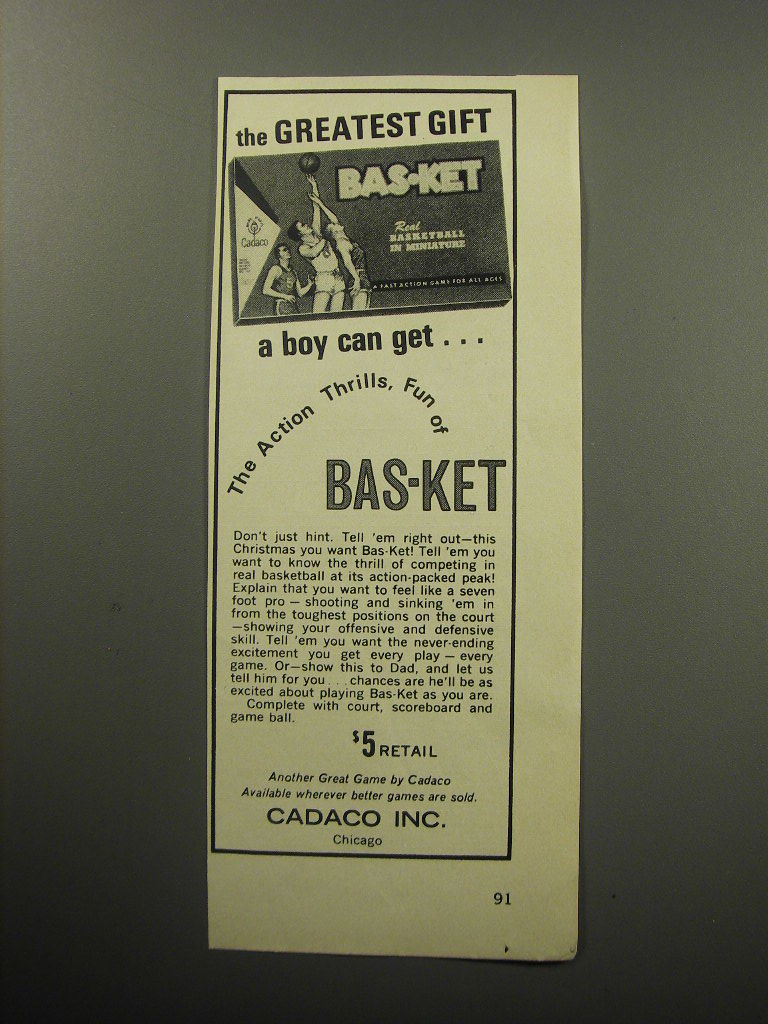 the GREATEST GIFT
BAS-KET
Real
BASKETBALL
IN MINIATURE
Cadaco
A FAST ACTION GAME FOR ALL AGES
a boy can get . . .
The Action Thrills, Fun of
BAS-KET
Don't just hint. Tell 'em right out—this
Christmas you want Bas-Ket! Tell 'em you
want to know the thrill of competing in
real basketball at its action-packed peak!
Explain that you want to feel like a seven
foot pro — shooting and sinking 'em in
from the toughest positions on the court
—showing your offensive and defensive
skill. Tell 'em you want the never-ending
excitement you get every play — every
game. Or—show this to Dad, and let us
tell him for you . . . chances are he'll be as
excited about playing Bas-Ket as you are.
Complete with court, scoreboard and
game ball.
$5 RETAIL
Another Great Game by Cadaco
Available wherever better games are sold.
CADACO INC.
Chicago
91